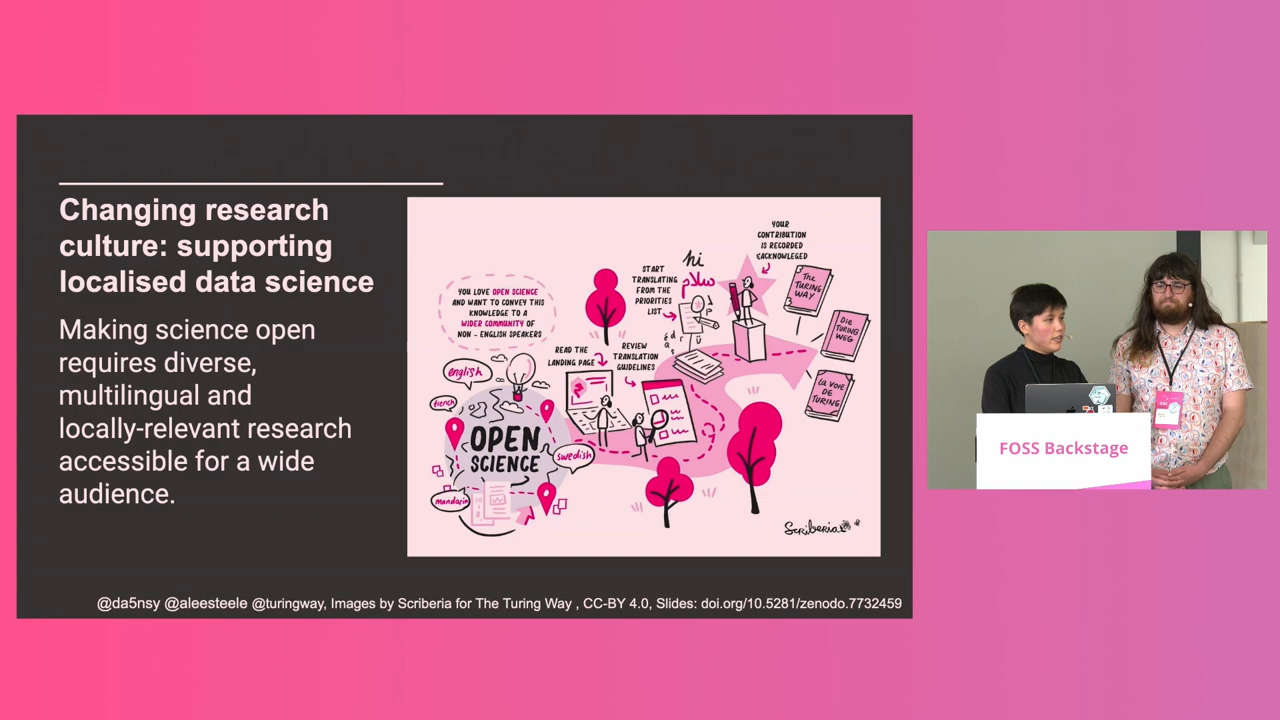 Changing research
culture: supporting
localised data science
Making science open
requires diverse,
multilingual and
locally-relevant research
accessible for a wide
audience.
YOU LOVE OPEN SCIENCE
AND WANT TO CONVEY THIS
KNOWLEDGE TO A
WIDER COMMUNITY OF
NON - ENGLISH SPEAKERS
english
french
OPEN
SCIENCE
swedish
mandarin
READ THE
LANDING PAGE
REVIEW
TRANSLATION
GUIDELINES
START
TRANSLATING
FROM THE
PRIORITIES
LIST
hi
سلام
YOUR
CONTRIBUTION
IS RECORDED
&ACKNOWLEGED
THE
TURING
WAY
DIE
TURING
WEG
LA VOIE
DE
TURING
SCRIBERIA
@da5nsy @aleesteele @turingway, Images by Scriberia for The Turing Way , CC-BY 4.0, Slides: doi.org/10.5281/zenodo.7732459
FOSS Backstage